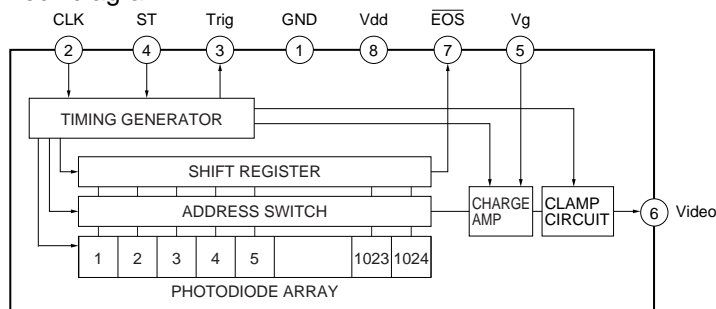 CLK ST Trig GND Vdd EOS Vg
2 4 3 1 8 7 5
TIMING GENERATOR
SHIFT REGISTER
ADDRESS SWITCH
CHARGE
AMP
CLAMP
CIRCUIT
6 Video
1 2 3 4 5 1023 1024
PHOTODIODE ARRAY